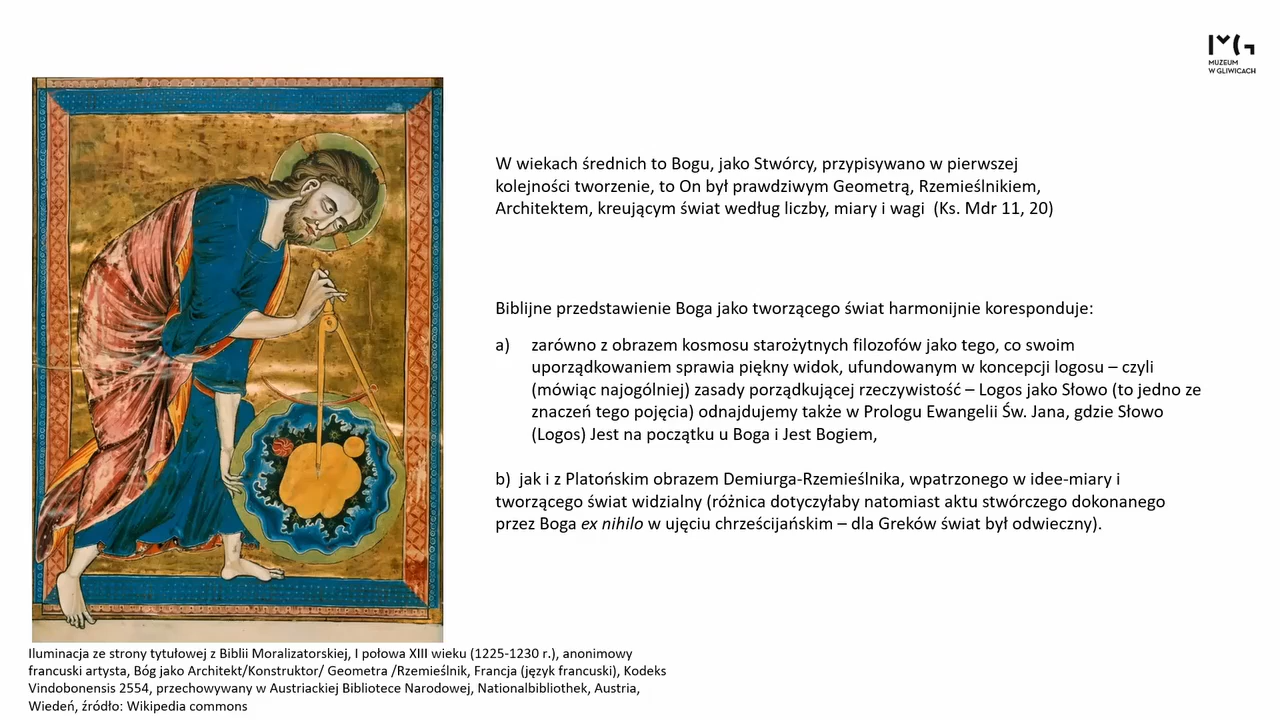 MUZEUM
W GLIWICACH
W wiekach średnich to Bogu, jako Stwórcy, przypisywano w pierwszej
kolejności tworzenie, to On był prawdziwym Geometrą, Rzemieślnikiem,
Architektem, kreującym świat według liczby, miary i wagi  (Ks. Mdr 11, 20)
Biblijne przedstawienie Boga jako tworzącego świat harmonijnie koresponduje:
a) zarówno z obrazem kosmosu starożytnych filozofów jako tego, co swoim
uporządkowaniem sprawia piękny widok, ufundowanym w koncepcji logosu – czyli
(mówiąc najogólniej) zasady porządkującej rzeczywistość – Logos jako Słowo (to jedno ze
znaczeń tego pojęcia) odnajdujemy także w Prologu Ewangelii Św. Jana, gdzie Słowo
(Logos) Jest na początku u Boga i Jest Bogiem,
b) jak i z Platońskim obrazem Demiurga-Rzemieślnika, wpatrzonego w idee-miary i
tworzącego świat widzialny (różnica dotyczyłaby natomiast aktu stwórczego dokonanego
przez Boga ex nihilo w ujęciu chrześcijańskim – dla Greków świat był odwieczny).
Iluminacja ze strony tytułowej z Biblii Moralizatorskiej, I połowa XIII wieku (1225-1230 r.), anonimowy
francuski artysta, Bóg jako Architekt/Konstruktor/ Geometra /Rzemieślnik, Francja (język francuski), Kodeks
Vindobonensis 2554, przechowywany w Austriackiej Bibliotece Narodowej, Nationalbibliothek, Austria,
Wiedeń, źródło: Wikipedia commons